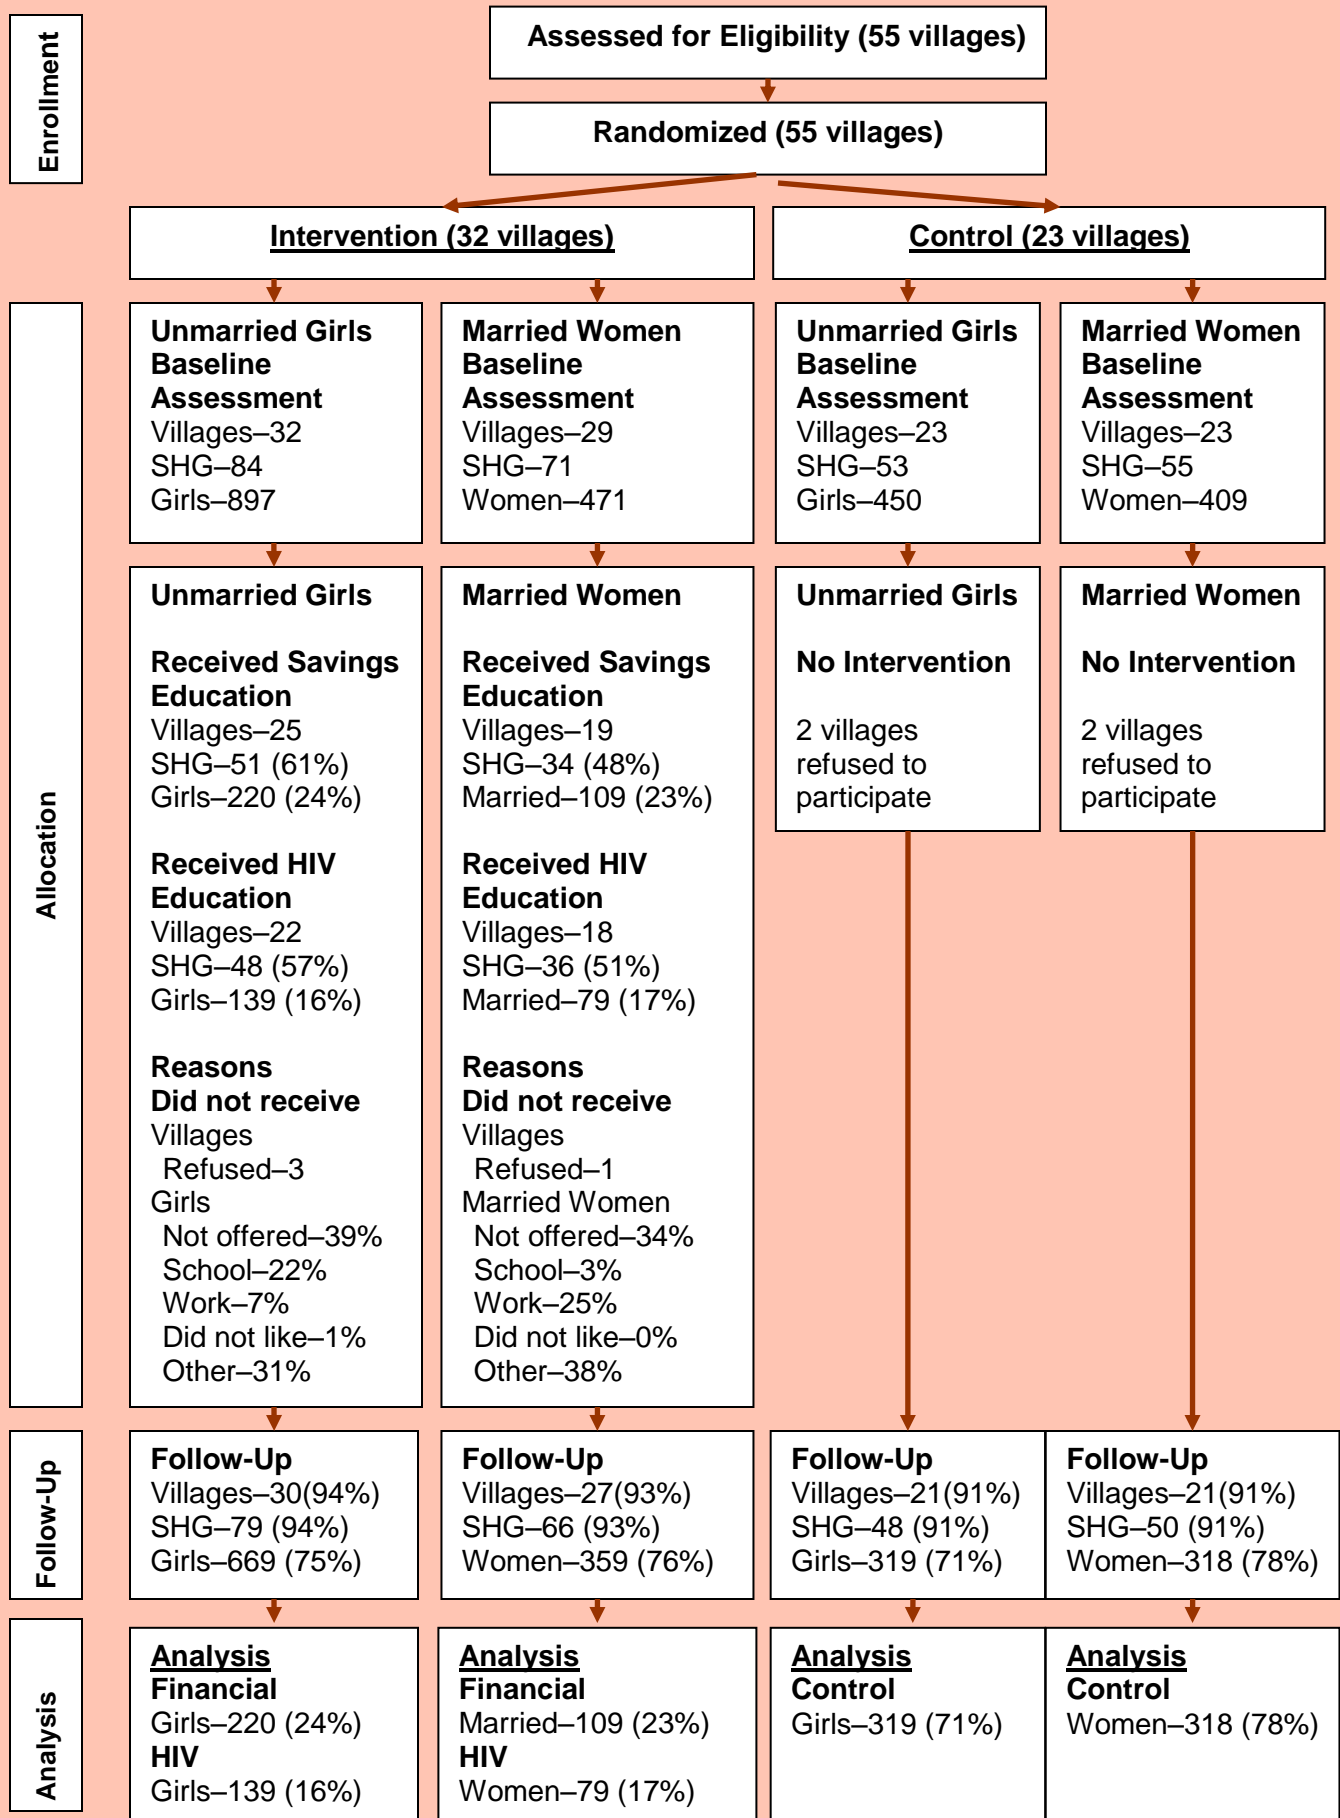 Enrollment
Assessed for Eligibility (55 villages)
Randomized (55 villages)
Intervention (32 villages)
Control (23 villages)
Allocation
Unmarried Girls
Baseline
Assessment
Villages–32
SHG–84
Girls–897
Married Women
Baseline
Assessment
Villages–29
SHG–71
Women–471
Unmarried Girls
Baseline
Assessment
Villages–23
SHG–53
Girls–450
Married Women
Baseline
Assessment
Villages–23
SHG–55
Women–409
Unmarried Girls
Received Savings
Education
Villages–25
SHG–51 (61%)
Girls–220 (24%)
Received HIV
Education
Villages–22
SHG–48 (57%)
Girls–139 (16%)
Reasons
Did not receive
Villages
Refused–3
Girls
Not offered–39%
School–22%
Work–7%
Did not like–1%
Other–31%
Married Women
Received Savings
Education
Villages–19
SHG–34 (48%)
Married–109 (23%)
Received HIV
Education
Villages–18
SHG–36 (51%)
Married–79 (17%)
Reasons
Did not receive
Villages
Refused–1
Married Women
Not offered–34%
School–3%
Work–25%
Did not like–0%
Other–38%
Unmarried Girls
No Intervention
2 villages
refused to
participate
Married Women
No Intervention
2 villages
refused to
participate
Follow-Up
Follow-Up
Villages–30(94%)
SHG–79 (94%)
Girls–669 (75%)
Follow-Up
Villages–27(93%)
SHG–66 (93%)
Women–359 (76%)
Follow-Up
Villages–21(91%)
SHG–48 (91%)
Girls–319 (71%)
Follow-Up
Villages–21(91%)
SHG–50 (91%)
Women–318 (78%)
Analysis
Analysis
Financial
Girls–220 (24%)
HIV
Girls–139 (16%)
Analysis
Financial
Married–109 (23%)
HIV
Women–79 (17%)
Analysis
Control
Girls–319 (71%)
Analysis
Control
Women–318 (78%)